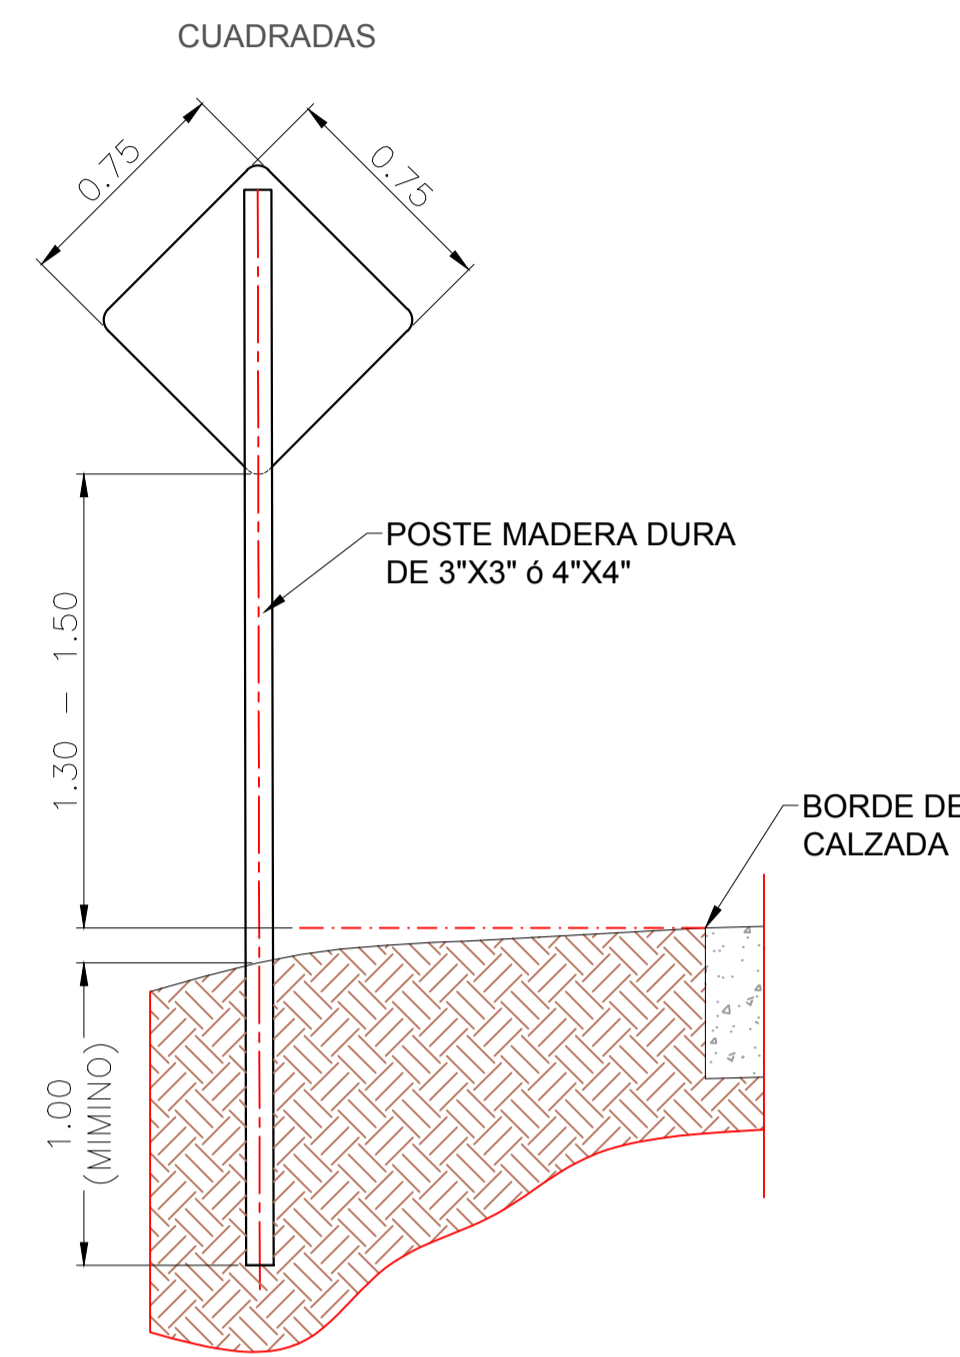 CUADRADAS
0.75
0.75
POSTE MADERA DURA
DE 3"X3" ó 4"X4"
1.30 – 1.50
BORDE DE
CALZADA
1.00
(MIMINO)